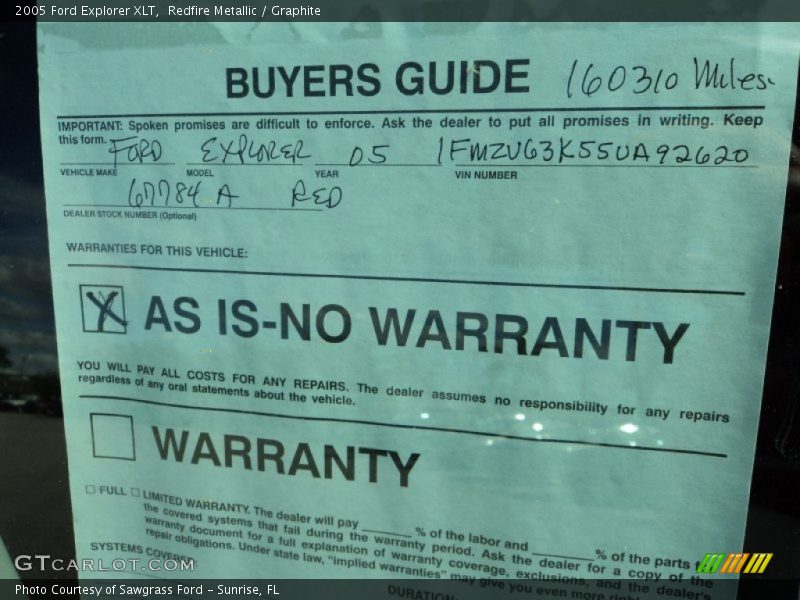 2005 Ford Explorer XLT, Redfire Metallic / Graphite
BUYERS GUIDE 160310 Miles.
IMPORTANT: Spoken promises are difficult to enforce. Ask the dealer to put all promises in writing. Keep
this form.
FORD EXPLORER 05 1FMZU63K55UA92620
VEHICLE MAKE MODEL YEAR VIN NUMBER
67784 A RED
DEALER STOCK NUMBER (Optional)
WARRANTIES FOR THIS VEHICLE:
X AS IS-NO WARRANTY
YOU WILL PAY ALL COSTS FOR ANY REPAIRS. The dealer assumes no responsibility for any repairs
regardless of any oral statements about the vehicle.
WARRANTY
FULL LIMITED WARRANTY. The dealer will pay ______ % of the labor and ______ % of the parts
the covered systems that fail during the warranty period. Ask the dealer for a copy of the
warranty document for a full explanation of warranty coverage, exclusions, and the dealer's
repair obligations. Under state law, "implied warranties" may give you even more
SYSTEMS COVERED: DURATION:
GTCARLOT.COM
Photo Courtesy of Sawgrass Ford - Sunrise, FL